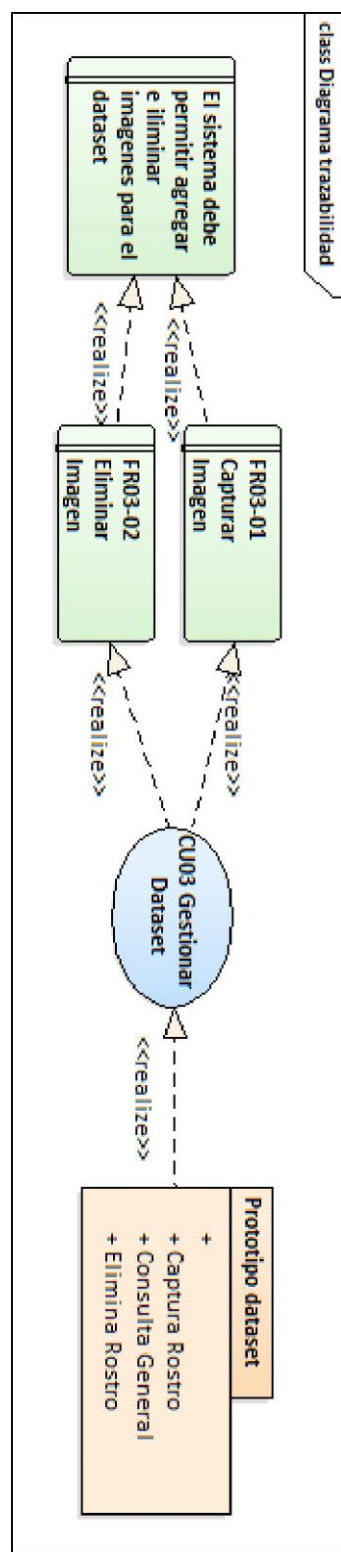 class Diagrama trazabilidad
El sistema debe
permitir agregar
e iliminar
imagenes para el
dataset
<<realize>>
<<realize>>
FR03-01
Capturar
Imagen
FR03-02
Eliminar
Imagen
<<realize>>
<<realize>>
CU03 Gestionar
Dataset
<<realize>>
Prototipo dataset
+
+ Captura Rostro
+ Consulta General
+ Elimina Rostro